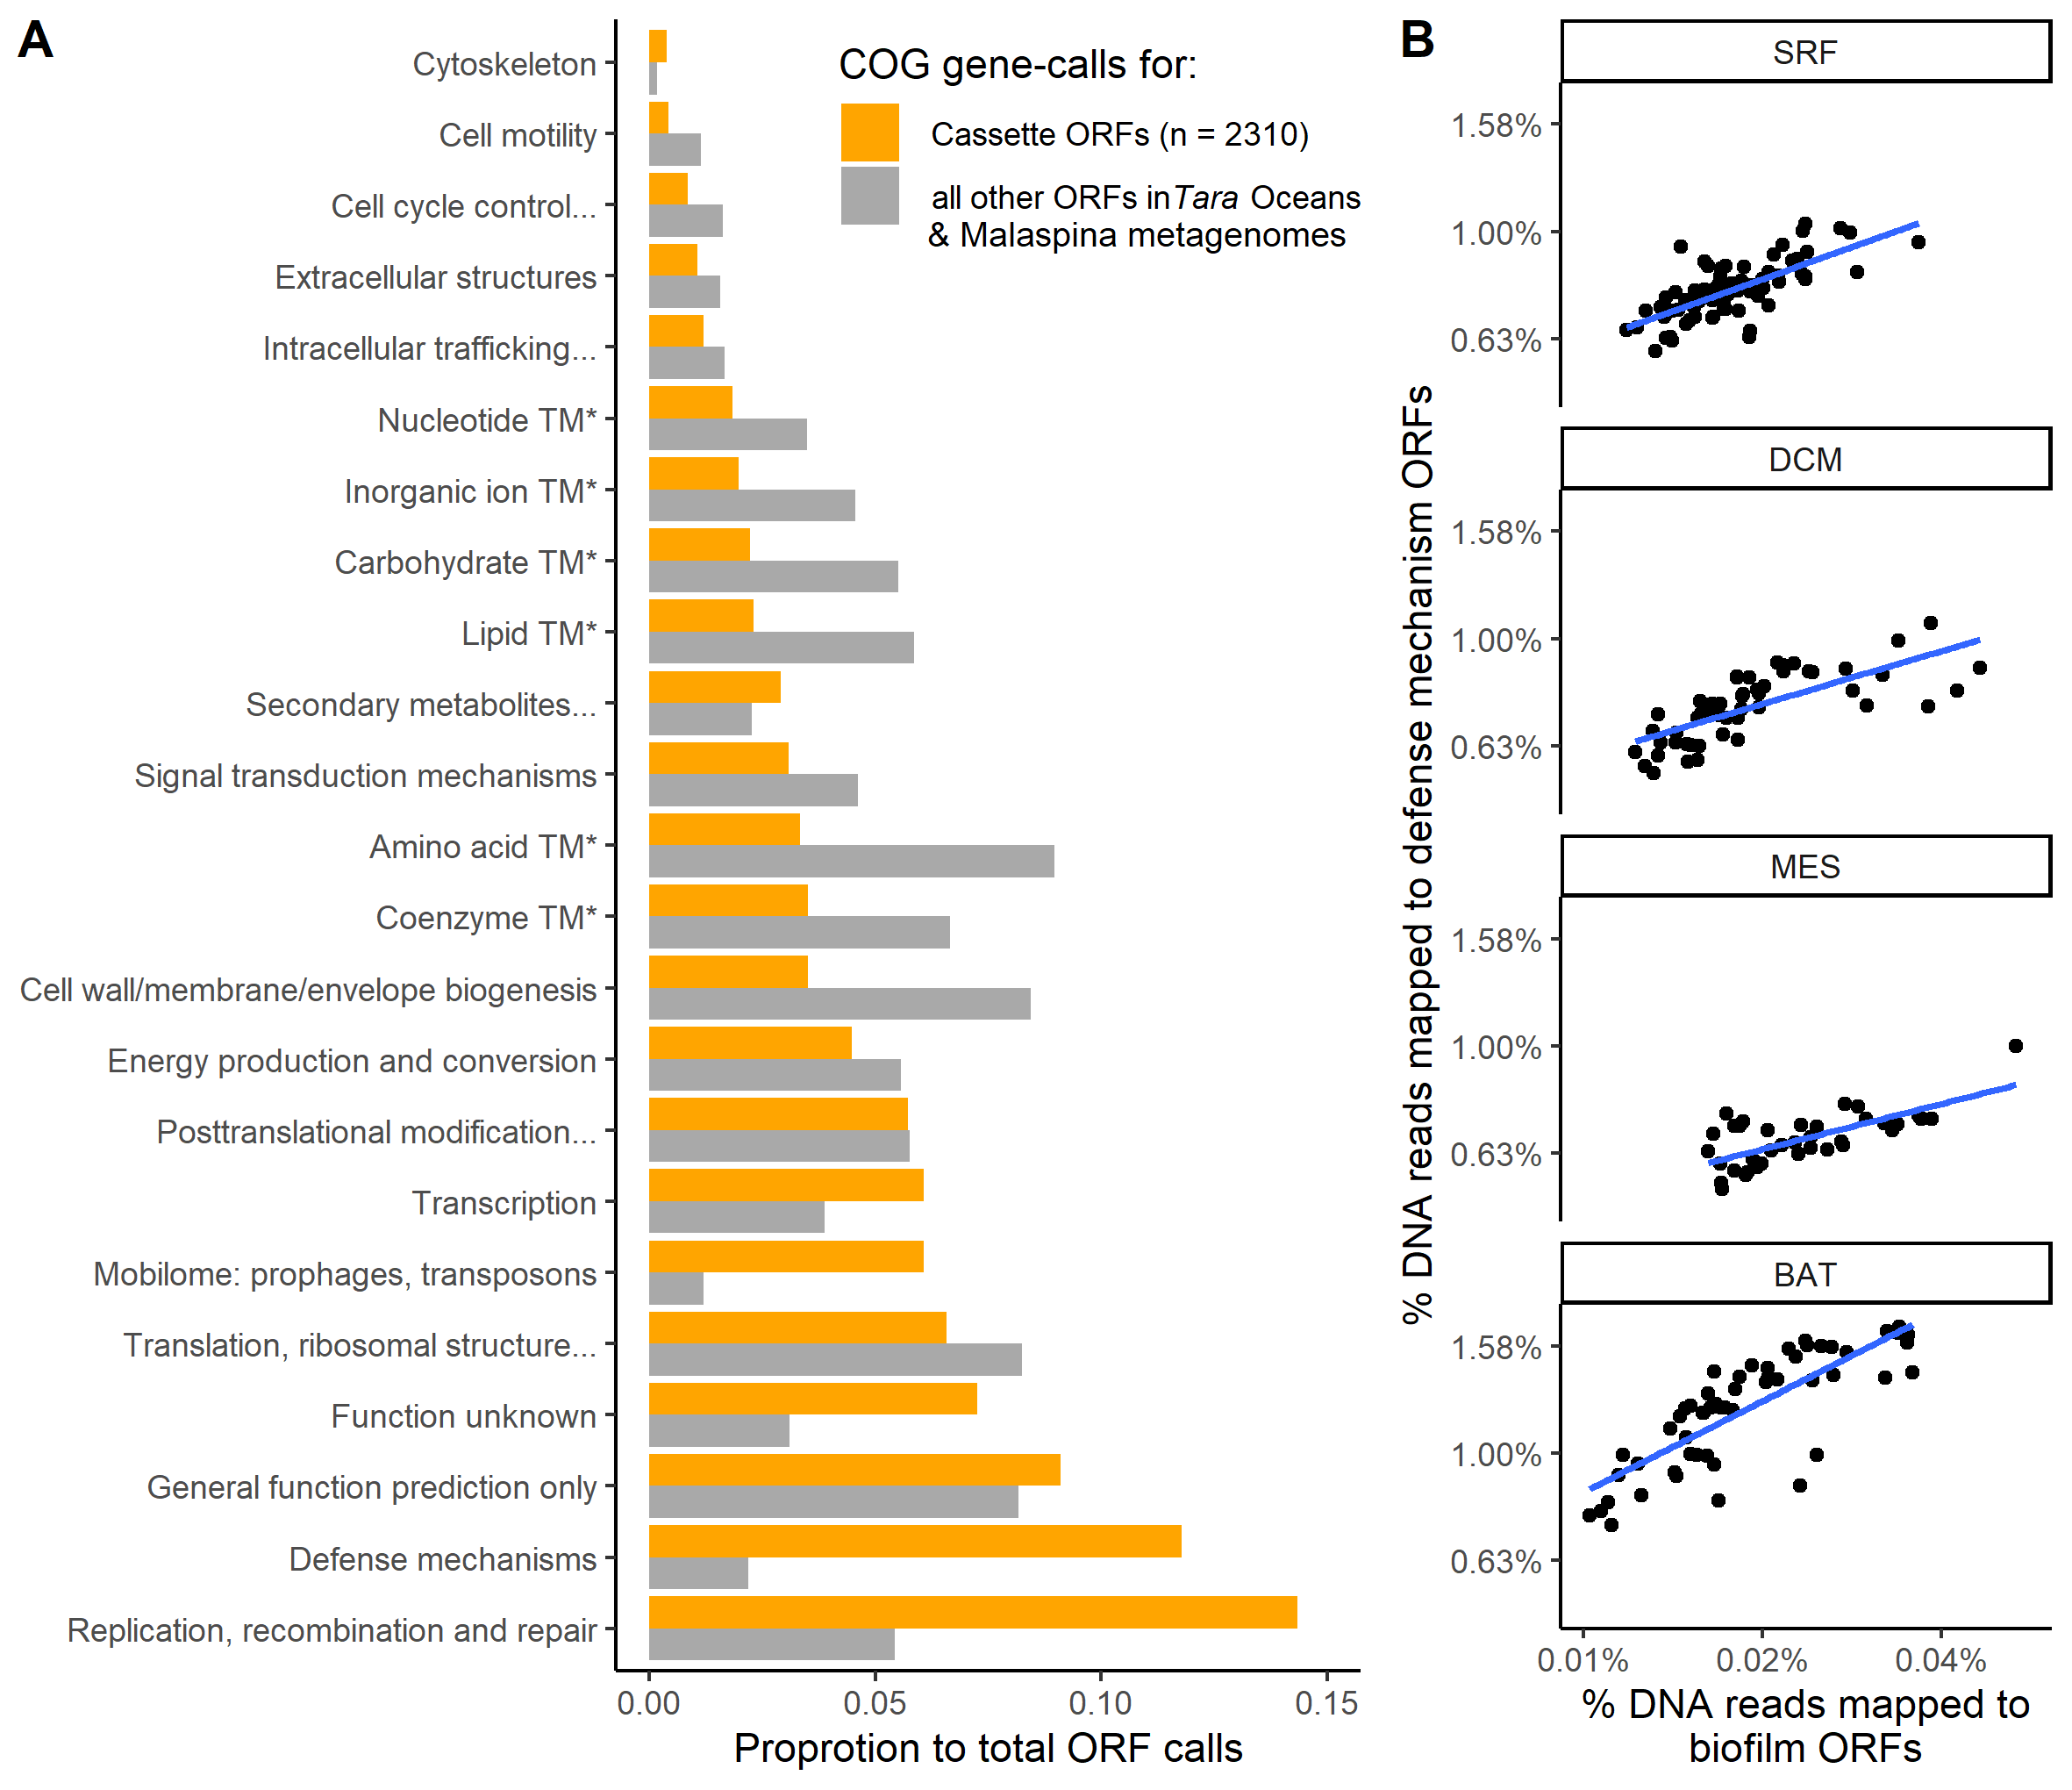 A
Cytoskeleton
Cell motility
Cell cycle control...
Extracellular structures
Intracellular trafficking...
Nucleotide TM*
Inorganic ion TM*
Carbohydrate TM*
Lipid TM*
Secondary metabolites...
Signal transduction mechanisms
Amino acid TM*
Coenzyme TM*
Cell wall/membrane/envelope biogenesis
Energy production and conversion
Posttranslational modification...
Transcription
Mobilome: prophages, transposons
Translation, ribosomal structure...
Function unknown
General function prediction only
Defense mechanisms
Replication, recombination and repair
0.00 0.05 0.10 0.15
Proprotion to total ORF calls
COG gene-calls for:
Cassette ORFs (n = 2310)
all other ORFs in Tara Oceans
& Malaspina metagenomes
B
% DNA reads mapped to defense mechanism ORFs
SRF
1.58%
1.00%
0.63%
DCM
1.58%
1.00%
0.63%
MES
1.58%
1.00%
0.63%
BAT
1.58%
1.00%
0.63%
0.01% 0.02% 0.04%
% DNA reads mapped to
biofilm ORFs